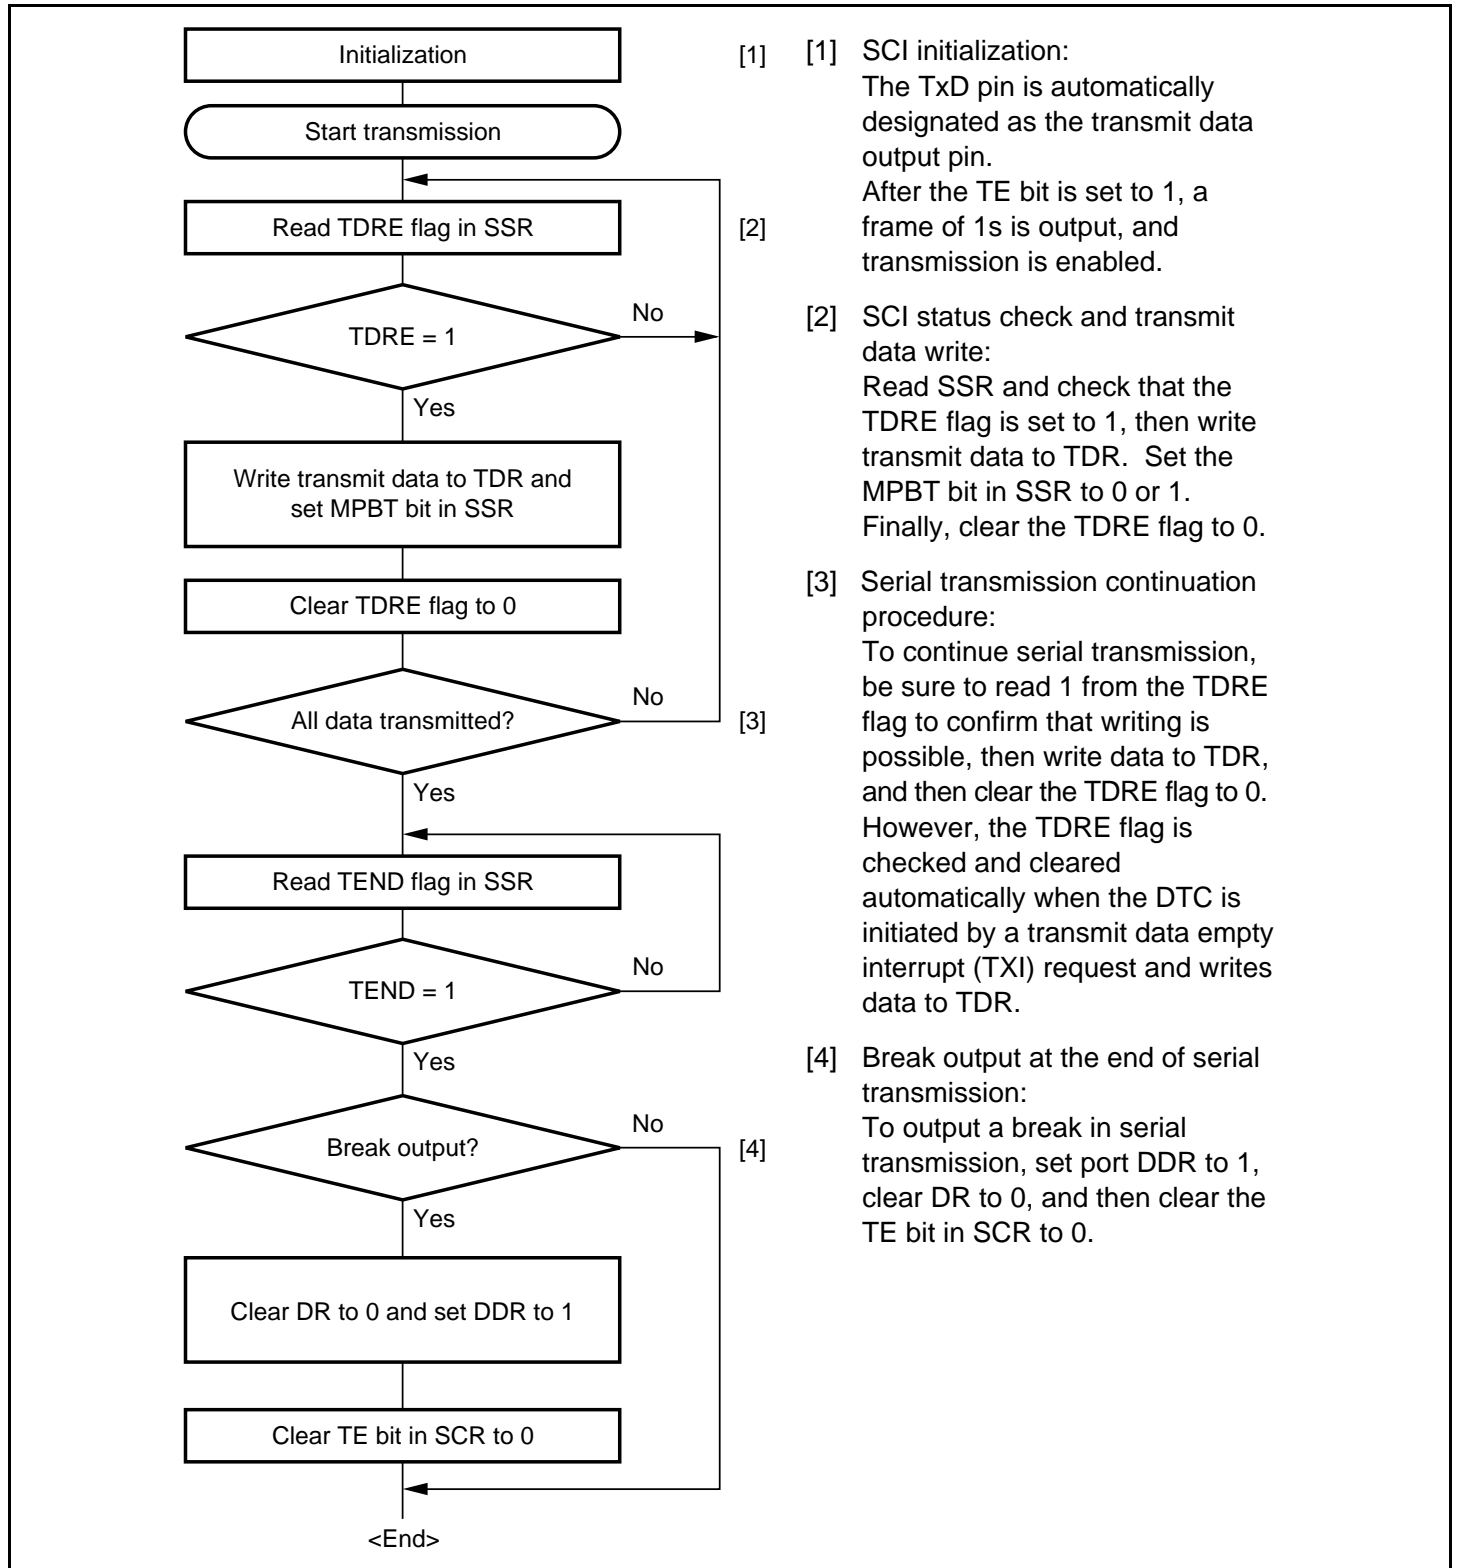 Initialization [1]
Start transmission
Read TDRE flag in SSR [2]
TDRE = 1
No
Yes
Write transmit data to TDR and
set MPBT bit in SSR
Clear TDRE flag to 0
All data transmitted? [3]
No
Yes
Read TEND flag in SSR
TEND = 1
No
Yes
Break output? [4]
No
Yes
Clear DR to 0 and set DDR to 1
Clear TE bit in SCR to 0
<End>
[1] SCI initialization:
The TxD pin is automatically
designated as the transmit data
output pin.
After the TE bit is set to 1, a
frame of 1s is output, and
transmission is enabled.
[2] SCI status check and transmit
data write:
Read SSR and check that the
TDRE flag is set to 1, then write
transmit data to TDR. Set the
MPBT bit in SSR to 0 or 1.
Finally, clear the TDRE flag to 0.
[3] Serial transmission continuation
procedure:
To continue serial transmission,
be sure to read 1 from the TDRE
flag to confirm that writing is
possible, then write data to TDR,
and then clear the TDRE flag to 0.
However, the TDRE flag is
checked and cleared
automatically when the DTC is
initiated by a transmit data empty
interrupt (TXI) request and writes
data to TDR.
[4] Break output at the end of serial
transmission:
To output a break in serial
transmission, set port DDR to 1,
clear DR to 0, and then clear the
TE bit in SCR to 0.